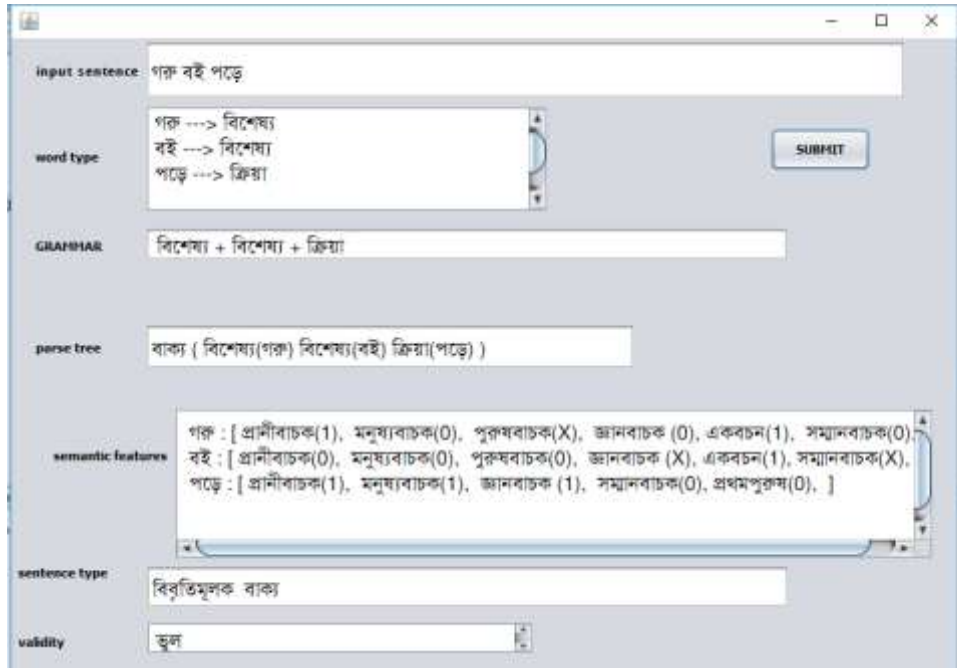 input sentence গরু বই পড়ে
word type
গরু ---> বিশেষ্য
বই ---> বিশেষ্য
পড়ে ---> ক্রিয়া
SUBMIT
GRAMMAR বিশেষ্য + বিশেষ্য + ক্রিয়া
parse tree বাক্য ( বিশেষ্য(গরু) বিশেষ্য(বই) ক্রিয়া(পড়ে) )
semantic features
গরু : [ প্রানীবাচক(1), মনুষ্যবাচক(0), পুরুষবাচক(X), জ্ঞানবাচক (0), একবচন(1), সম্মানবাচক(0),
বই : [ প্রানীবাচক(0), মনুষ্যবাচক(0), পুরুষবাচক(0), জ্ঞানবাচক (X), একবচন(1), সম্মানবাচক(X),
পড়ে : [ প্রানীবাচক(1), মনুষ্যবাচক(1), জ্ঞানবাচক (1), সম্মানবাচক(0), প্রথমপুরুষ(0), ]
sentence type বিবৃতিমূলক বাক্য
validity ভুল